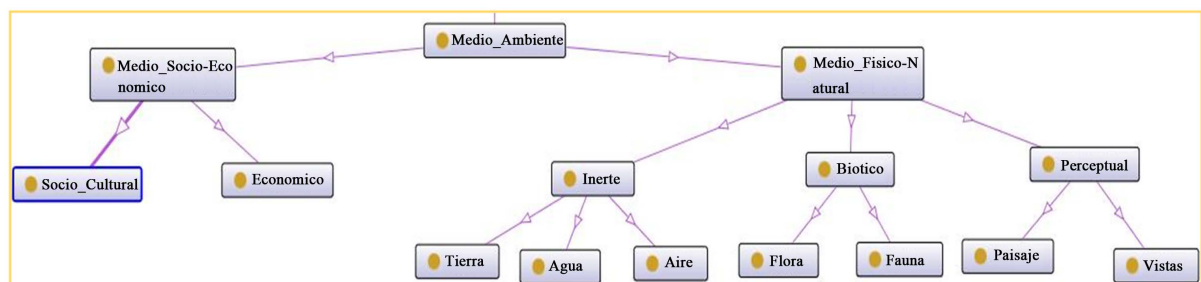 Medio_Ambiente
Medio_Socio-Eco
nomico
Medio_Fisico-N
atural
Socio_Cultural
Economico
Inerte
Biotico
Perceptual
Tierra
Agua
Aire
Flora
Fauna
Paisaje
Vistas